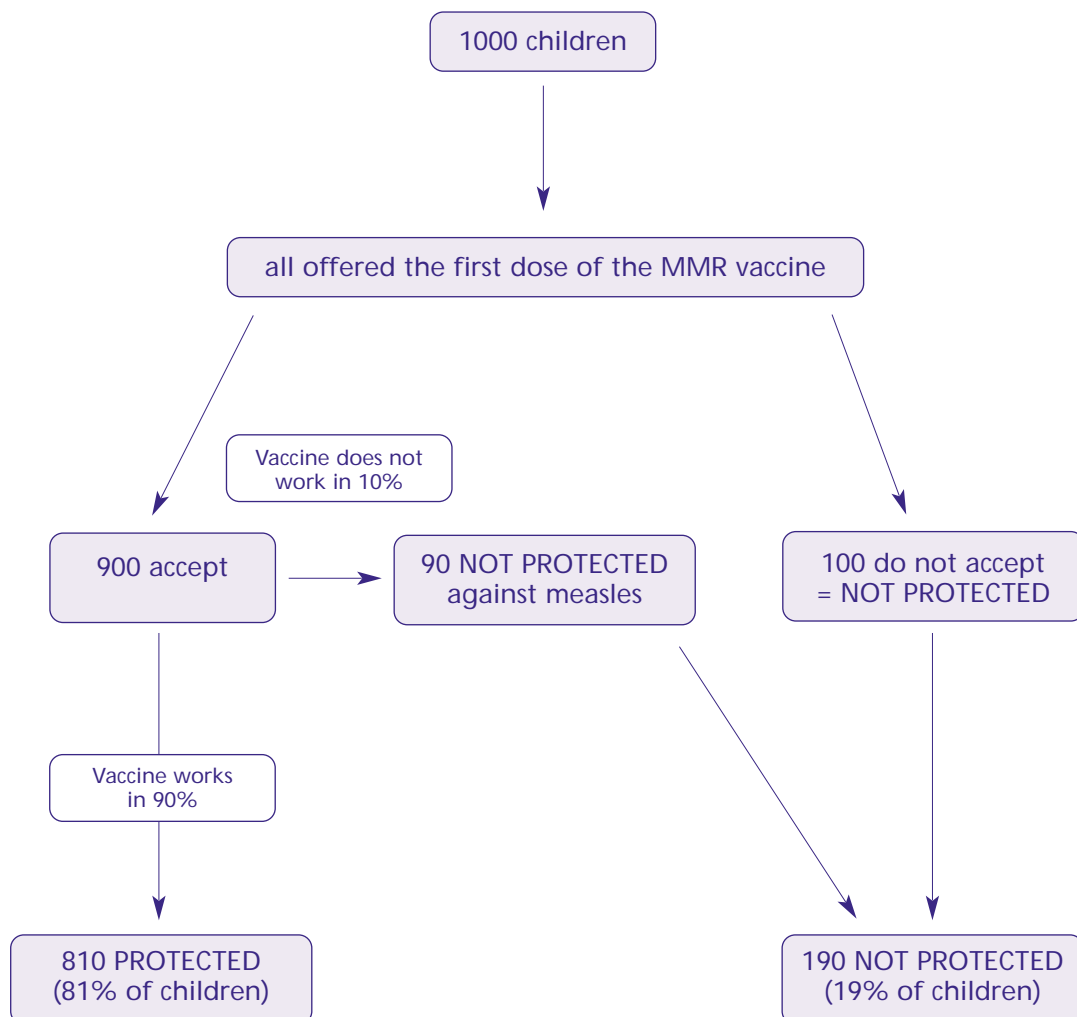 1000 children
all offered the first dose of the MMR vaccine
Vaccine does not
work in 10%
900 accept
90 NOT PROTECTED
against measles
100 do not accept
= NOT PROTECTED
Vaccine works
in 90%
810 PROTECTED
(81% of children)
190 NOT PROTECTED
(19% of children)